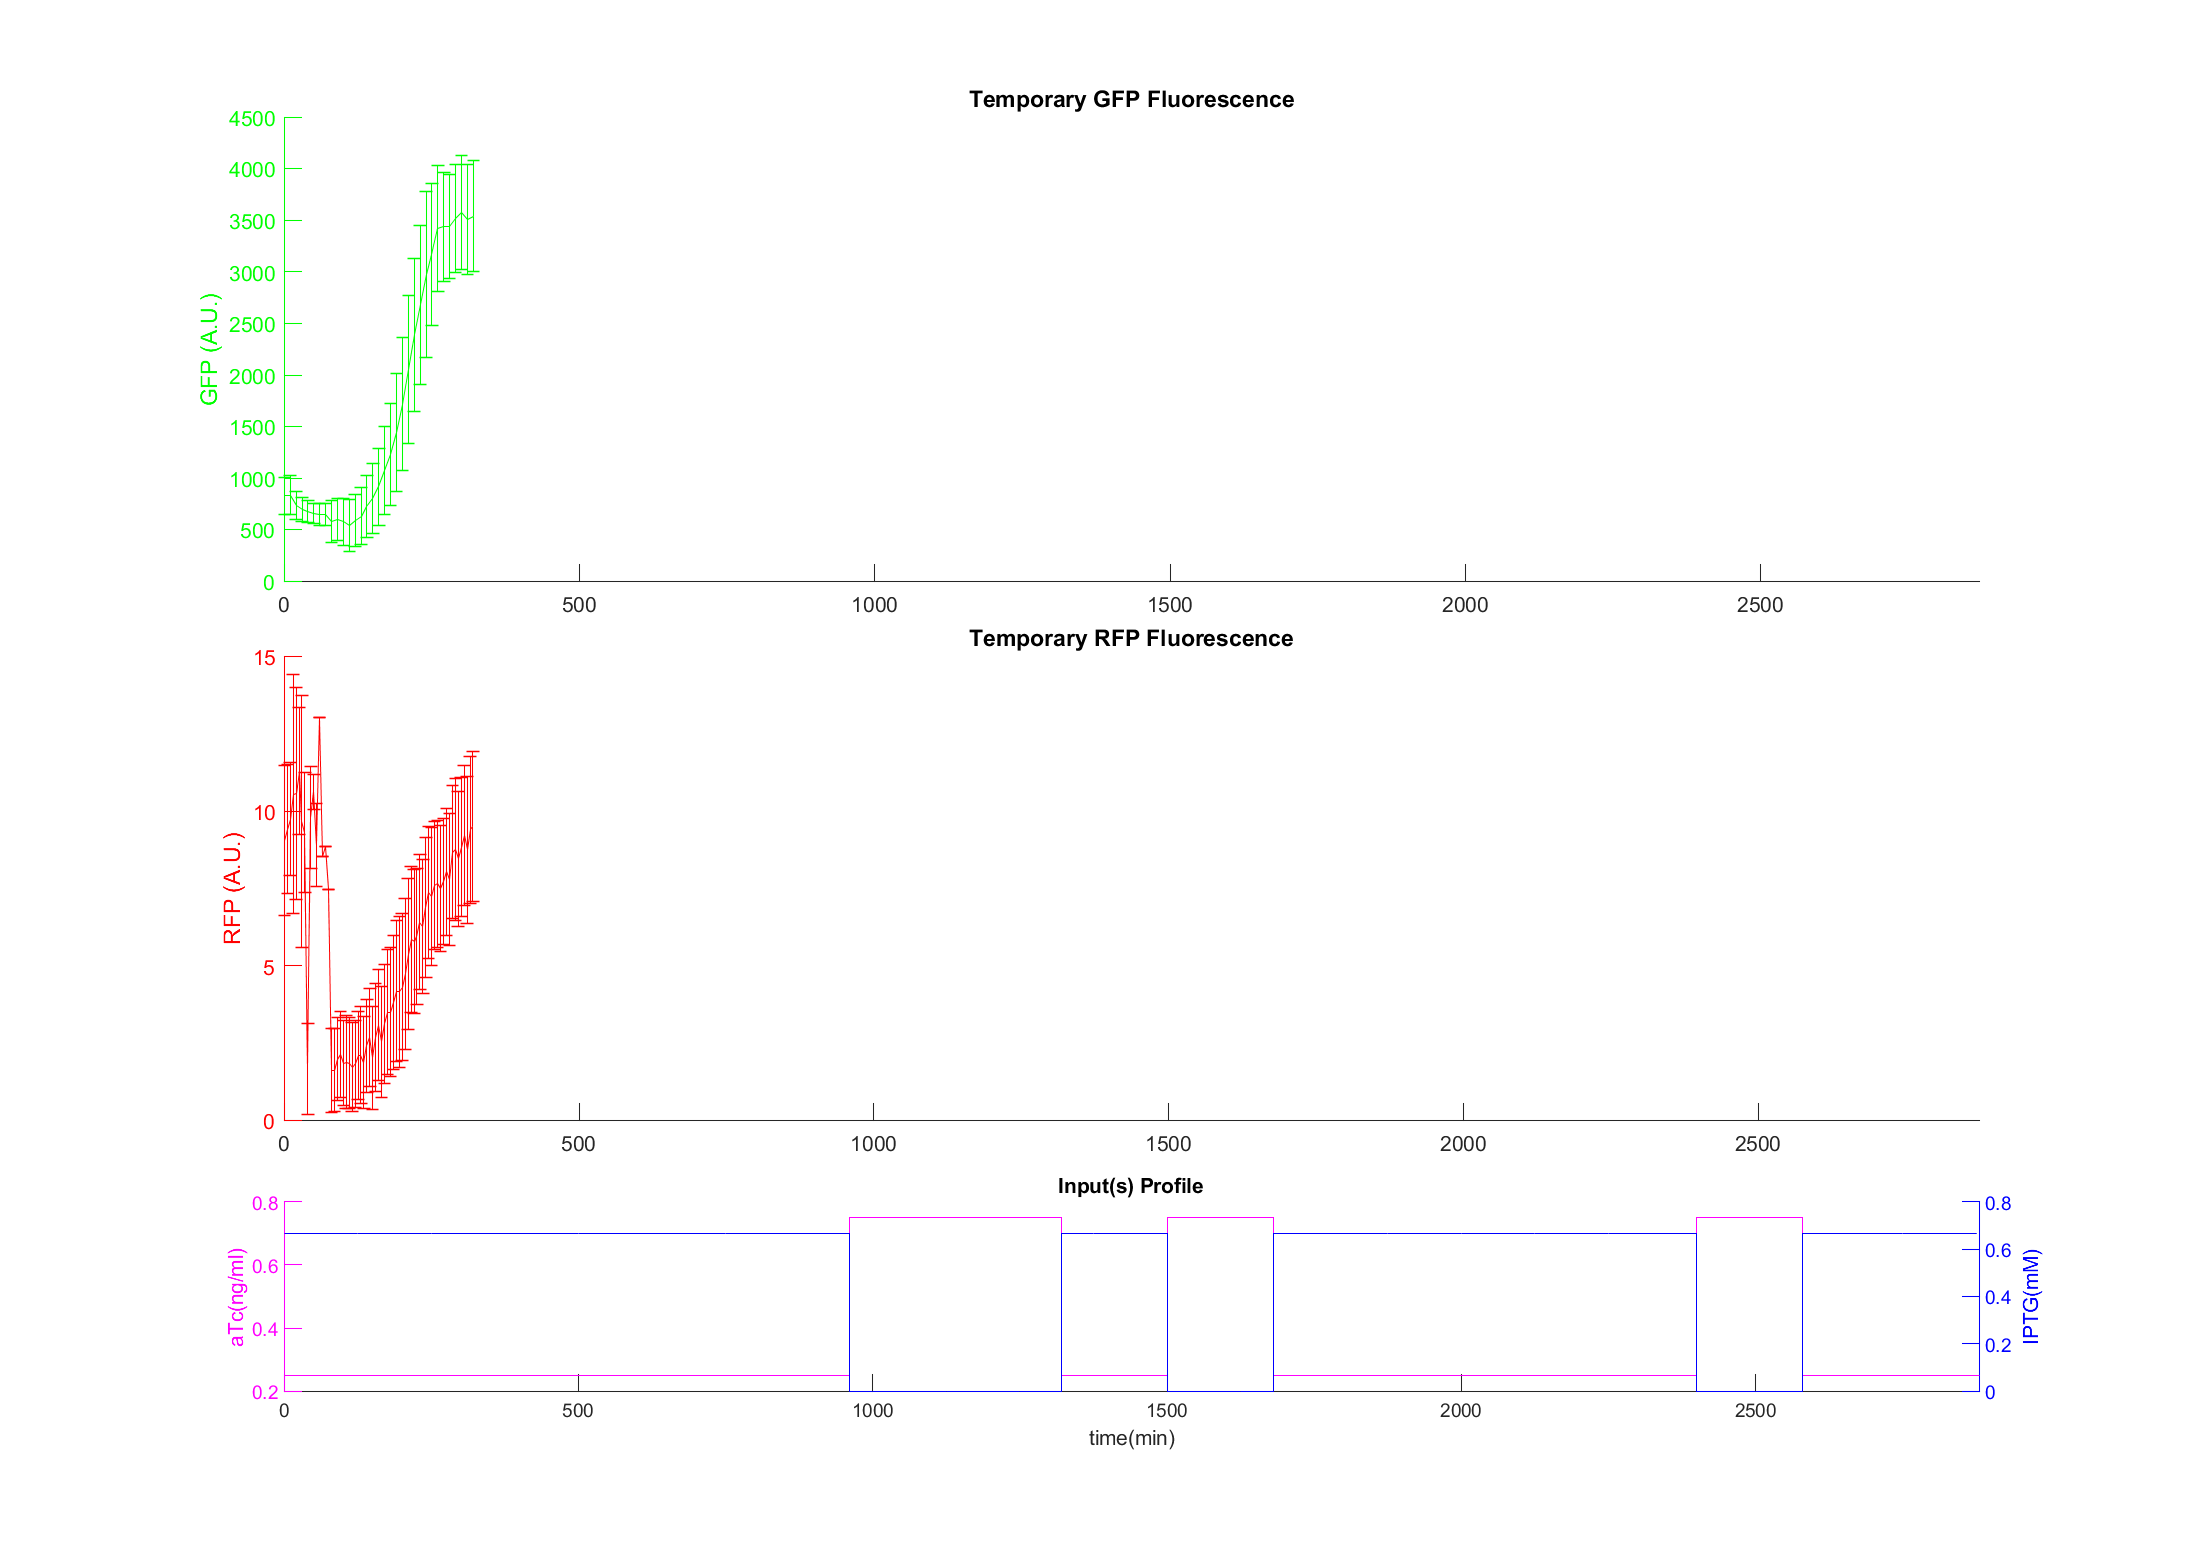 Temporary GFP Fluorescence
4500
4000
3500
3000
2500
2000
1500
1000
500
0
GFP (A.U.)
0 500 1000 1500 2000 2500
Temporary RFP Fluorescence
15
10
5
0
RFP (A.U.)
0 500 1000 1500 2000 2500
Input(s) Profile
0.8
0.6
0.4
0.2
aTc(ng/ml)
0.8
0.6
0.4
0.2
0
IPTG(mM)
0 500 1000 1500 2000 2500
time(min)